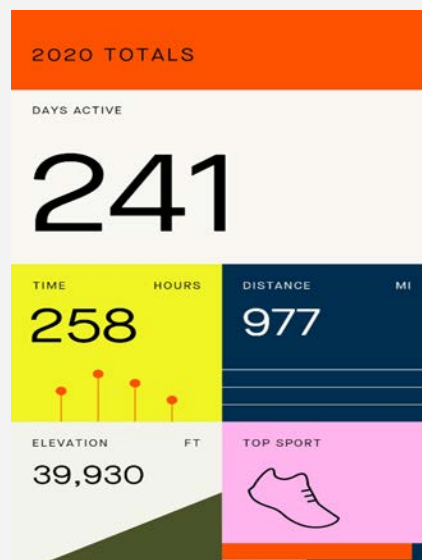 2020 TOTALS
DAYS ACTIVE
241
TIME HOURS
258
DISTANCE MI
977
ELEVATION FT
39,930
TOP SPORT